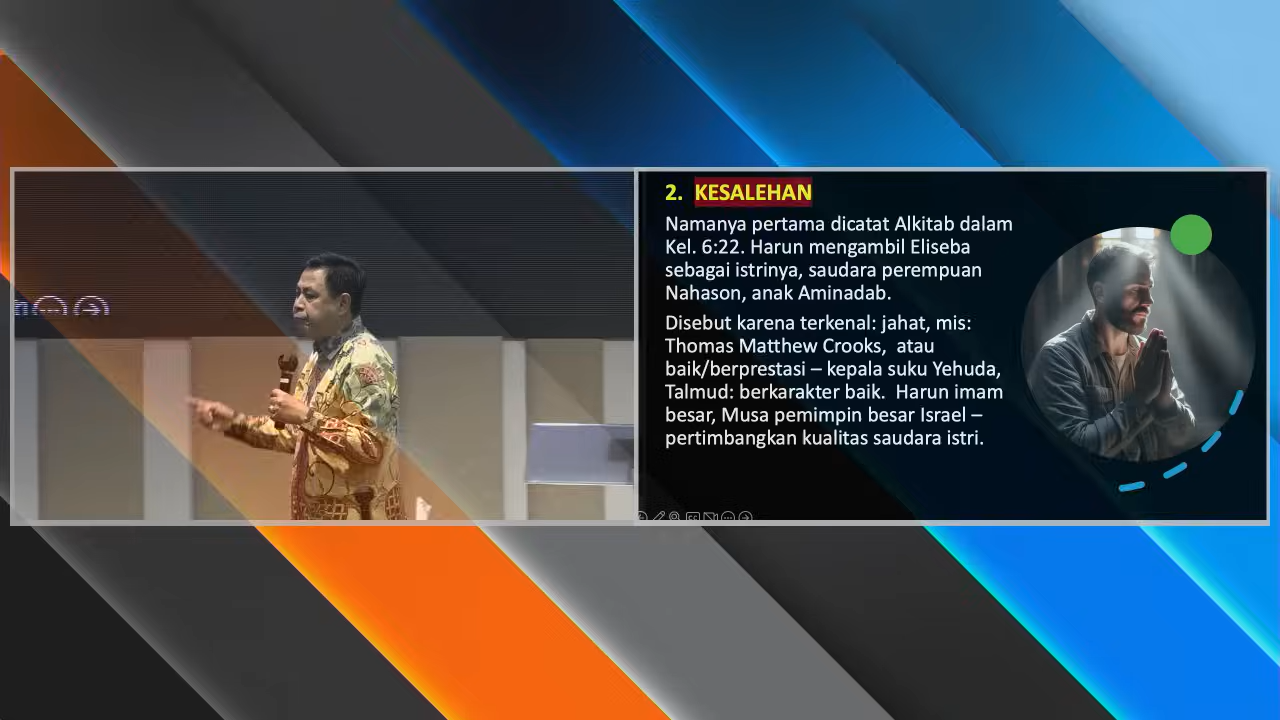 2. KESALEHAN
Namanya pertama dicatat Alkitab dalam
Kel. 6:22. Harun mengambil Eliseba
sebagai istrinya, saudara perempuan
Nahason, anak Aminadab.
Disebut karena terkenal: jahat, mis:
Thomas Matthew Crooks, atau
baik/berprestasi – kepala suku Yehuda,
Talmud: berkarakter baik. Harun imam
besar, Musa pemimpin besar Israel –
pertimbangkan kualitas saudara istri.